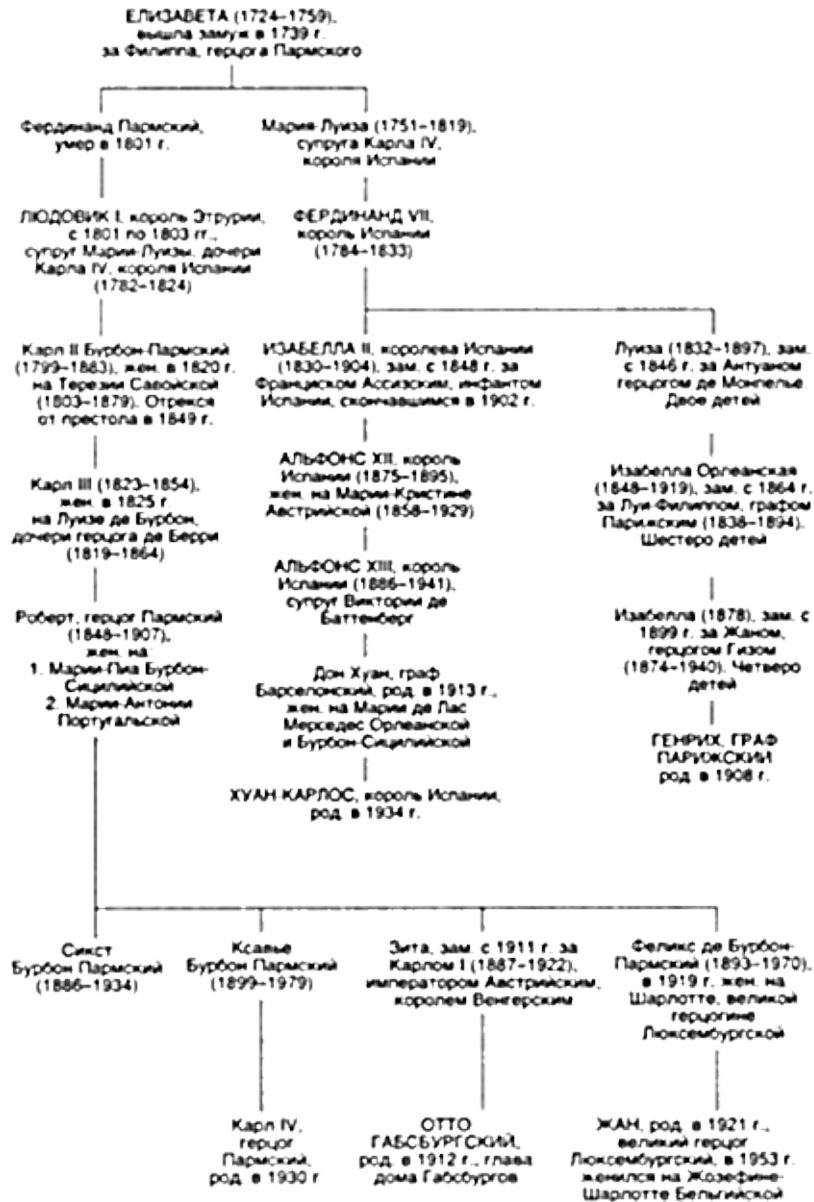 ЕЛИЗАВЕТА (1724–1759),
вышла замуж в 1739 г.
за Филиппа, герцога Пармского
Фердинанд Пармский,
умер в 1801 г.
Мария-Луиза (1751–1819),
супруга Карла IV,
короля Испании
ЛЮДОВИК I, король Этрурии,
с 1801 по 1803 гг.,
супруг Марии-Луизы, дочери
Карла IV, короля Испании
(1782–1824)
ФЕРДИНАНД VII,
король Испании
(1784–1833)
Карл II Бурбон-Пармский
(1799–1883), жен. в 1820 г.
на Терезии Савойской
(1803–1879). Отрекся
от престола в 1849 г.
ИЗАБЕЛЛА II, королева Испании
(1830–1904), зам. с 1848 г. за
Франциском Ассизским, инфантом
Испании, скончавшимся в 1902 г.
Луиза (1832–1897), зам.
с 1846 г. за Антуаном
герцогом де Монпелье.
Двое детей
Карл III (1823–1854),
жен. в 1825 г.
на Луизе де Бурбон,
дочери герцога де Берри
(1819–1864)
АЛЬФОНС XII, король
Испании (1875–1895),
жен. на Марии-Кристине
Австрийской (1858–1929)
Изабелла Орлеанская
(1848–1919), зам. с 1864 г.
за Луи-Филиппом, графом
Парижским (1838–1894).
Шестеро детей
АЛЬФОНС XIII, король
Испании (1886–1941),
супруг Виктории де
Баттенберг
Роберт, герцог Пармский
(1848–1907),
жен. на:
1. Марии-Пиа Бурбон-
Сицилийской
2. Марии-Антонии
Португальской
Изабелла (1878), зам. с
1899 г. за Жаном,
герцогом Гизом
(1874–1940). Четверо
детей
Дон Хуан, граф
Барселонский, род. в 1913 г.,
жен. на Марии де Лас
Мерседес Орлеанской
и Бурбон-Сицилийской
ГЕНРИХ, ГРАФ
ПАРИЖСКИЙ
род. в 1908 г.
ХУАН-КАРЛОС, король Испании,
род. в 1934 г.
Сикст
Бурбон Пармский
(1886–1934)
Ксавье
Бурбон Пармский
(1899–1979)
Зита, зам. с 1911 г. за
Карлом I (1887–1922),
императором Австрийским,
королем Венгерским
Феликс де Бурбон-
Пармский (1893–1970),
в 1919 г. жен. на
Шарлотте, великой
герцогине
Люксембургской
Карл IV,
герцог
Пармский,
род. в 1930 г
ОТТО
ГАБСБУРГСКИЙ,
род. в 1912 г., глава
дома Габсбургов
ЖАН, род. в 1921 г.,
великий герцог
Люксембургский, в 1953 г.
женился на Жозефине-
Шарлотте Бельгийской